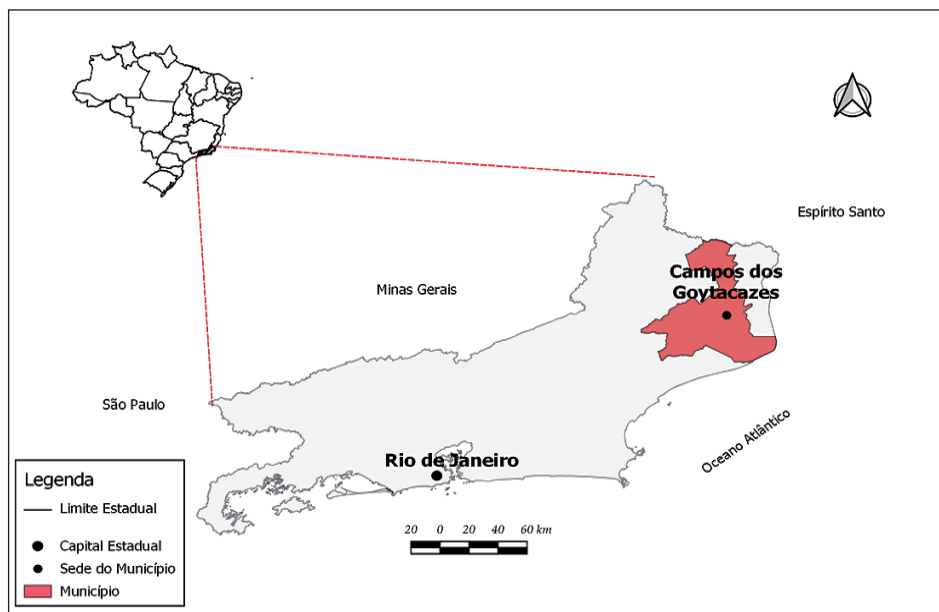 Espírito Santo
Campos dos
Goytacazes
Minas Gerais
São Paulo
Oceano Atlântico
Rio de Janeiro
Legenda
Limite Estadual
Capital Estadual
Sede do Município
Município
20 0 20 40 60 km